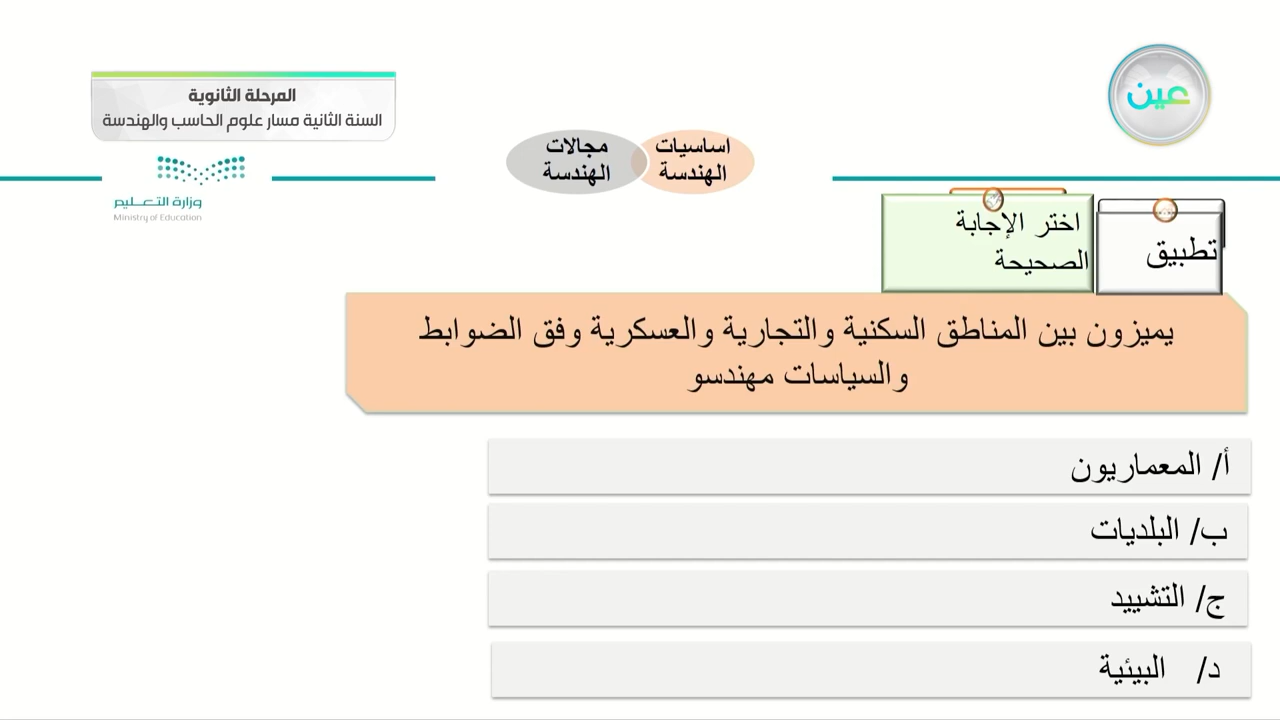 عين
المرحلة الثانوية
السنة الثانية مسار علوم الحاسب والهندسة
وزارة التعليم
Ministry of Education
اساسيات
الهندسة
مجالات
الهندسة
تطبيق
اختر الإجابة
الصحيحة
يميزون بين المناطق السكنية والتجارية والعسكرية وفق الضوابط
والسياسات مهندسو
أ/ المعماريون
ب/ البلديات
ج/ التشييد
د/ البيئية